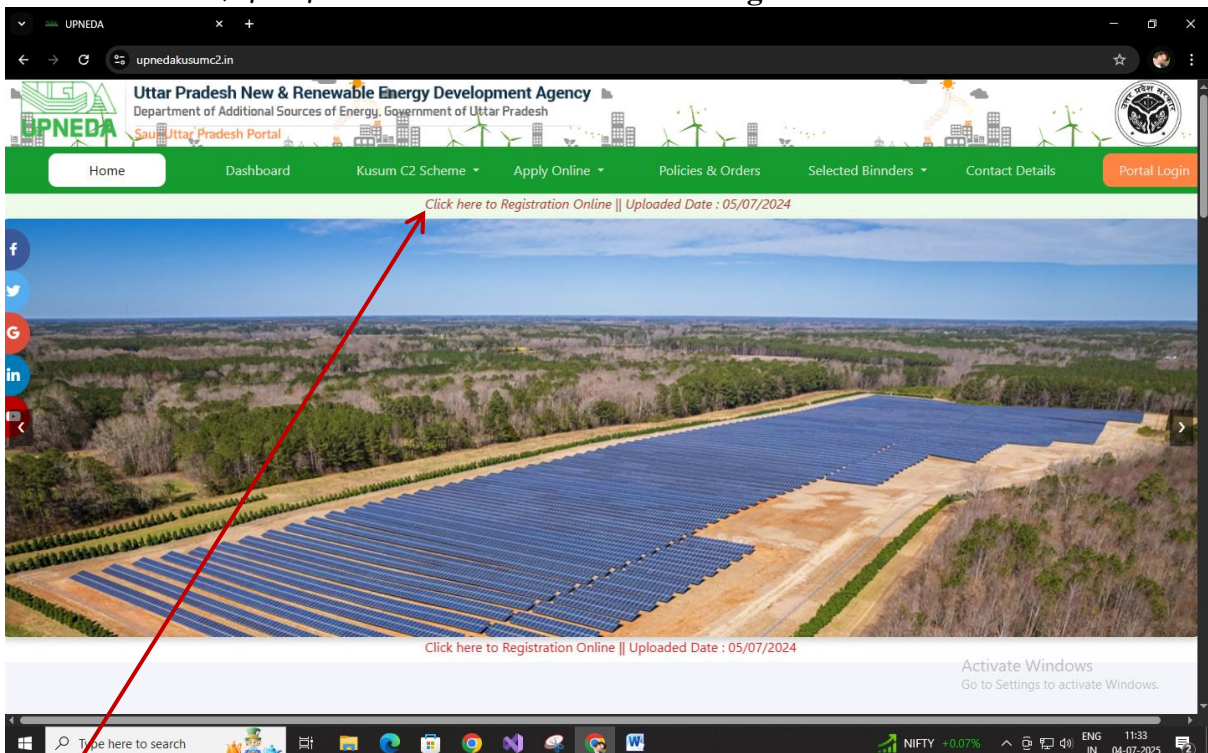 UPNEDA
upnedakusumc2.in
UPNEDA
Uttar Pradesh New & Renewable Energy Development Agency
Department of Additional Sources of Energy, Government of Uttar Pradesh
Saur Uttar Pradesh Portal
Home Dashboard Kusum C2 Scheme Apply Online Policies & Orders Selected Binnders Contact Details Portal Login
Click here to Registration Online || Uploaded Date : 05/07/2024
Click here to Registration Online || Uploaded Date : 05/07/2024
Activate Windows
Go to Settings to activate Windows.
Type here to search
NIFTY +0.07%
ENG
IN
11:33
04-07-2025